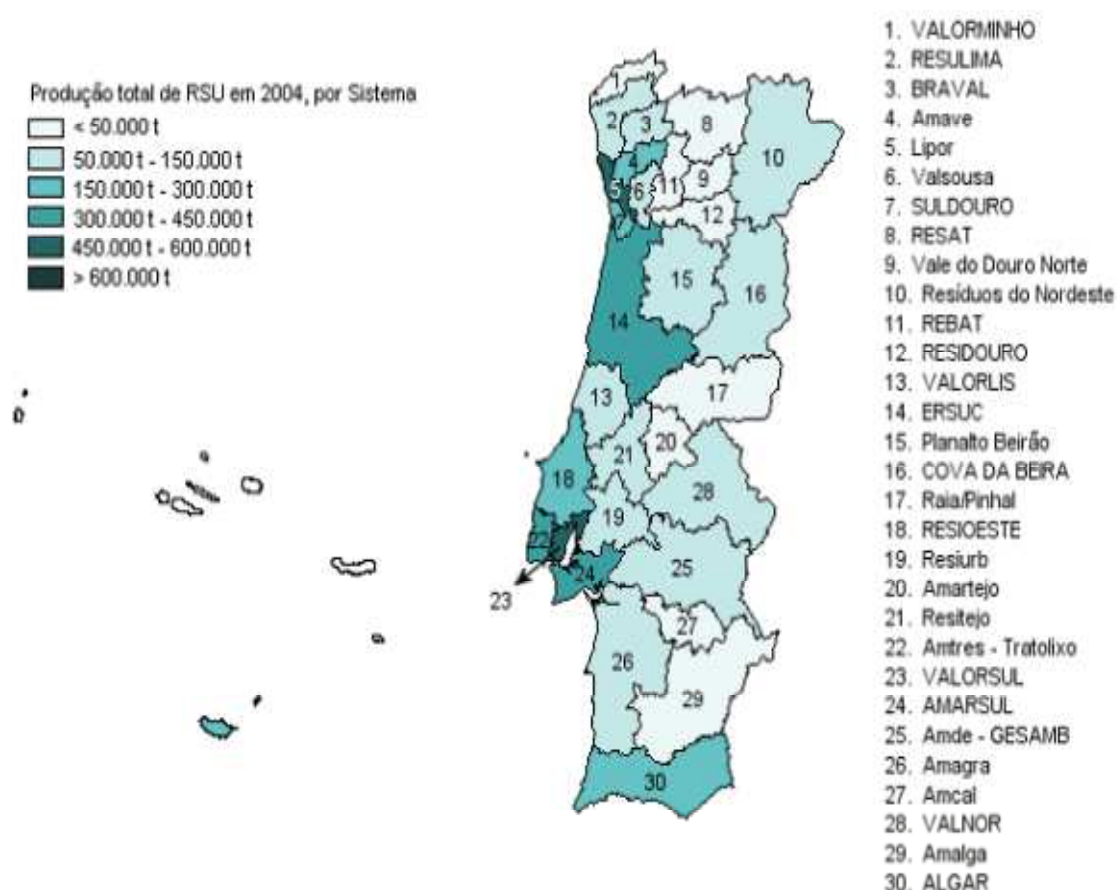 Produção total de RSU em 2004, por Sistema
< 50.000 t
50.000 t - 150.000 t
150.000 t - 300.000 t
300.000 t - 450.000 t
450.000 t - 600.000 t
> 600.000 t
1
2
3
8
10
4
5
6
11
9
12
15
16
14
17
13
20
21
18
28
19
22
24
25
23
27
26
29
30
1. VALORMINHO
2. RESULIMA
3. BRAVAL
4. Amave
5. Lipor
6. Valsousa
7. SULDOURO
8. RESAT
9. Vale do Douro Norte
10. Resíduos do Nordeste
11. REBAT
12. RESIDOURO
13. VALORLIS
14. ERSUC
15. Planalto Beirão
16. COVA DA BEIRA
17. Raia/Pinhal
18. RESIOESTE
19. Resiurb
20. Amartejo
21. Resitejo
22. Amtres - Tratolixo
23. VALORSUL
24. AMARSUL
25. Amde - GESAMB
26. Amagra
27. Amcal
28. VALNOR
29. Amalga
30. ALGAR